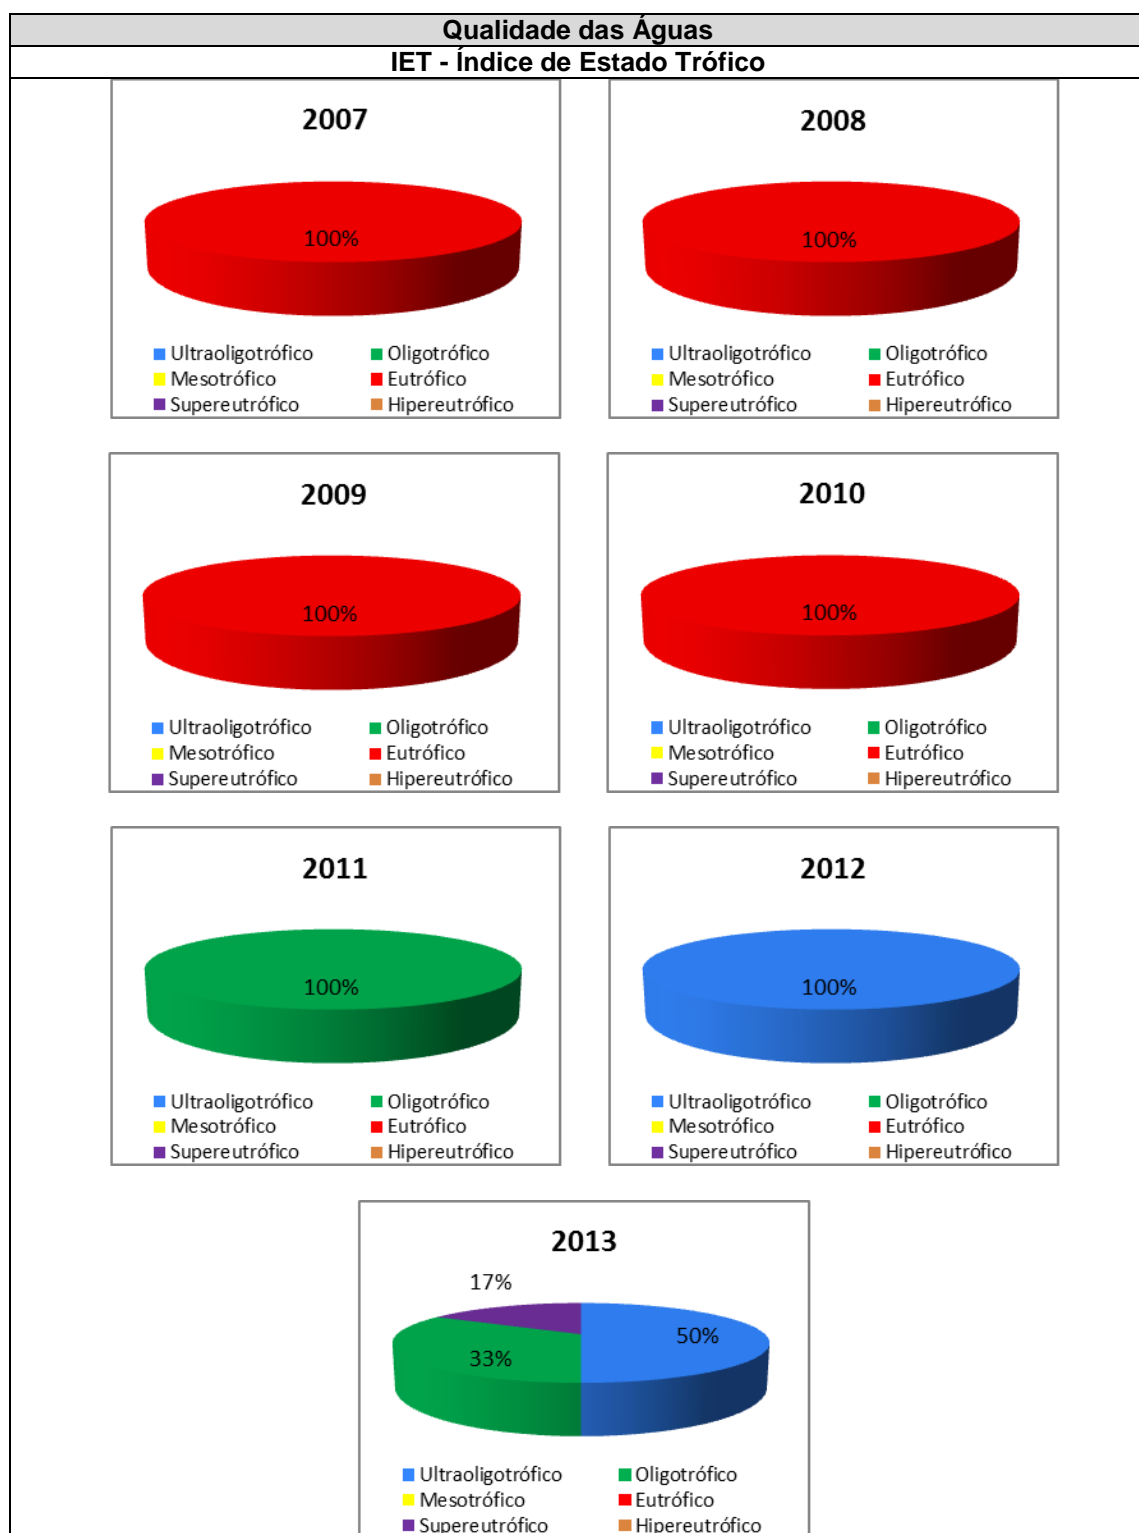 Qualidade das Águas
IET - Índice de Estado Trófico
2007
100%
Ultraoligotrófico Oligotrófico
Mesotrófico Eutrófico
Supereutrófico Hipereutrófico
2008
100%
Ultraoligotrófico Oligotrófico
Mesotrófico Eutrófico
Supereutrófico Hipereutrófico
2009
100%
Ultraoligotrófico Oligotrófico
Mesotrófico Eutrófico
Supereutrófico Hipereutrófico
2010
100%
Ultraoligotrófico Oligotrófico
Mesotrófico Eutrófico
Supereutrófico Hipereutrófico
2011
100%
Ultraoligotrófico Oligotrófico
Mesotrófico Eutrófico
Supereutrófico Hipereutrófico
2012
100%
Ultraoligotrófico Oligotrófico
Mesotrófico Eutrófico
Supereutrófico Hipereutrófico
2013
17%
50%
33%
Ultraoligotrófico Oligotrófico
Mesotrófico Eutrófico
Supereutrófico Hipereutrófico